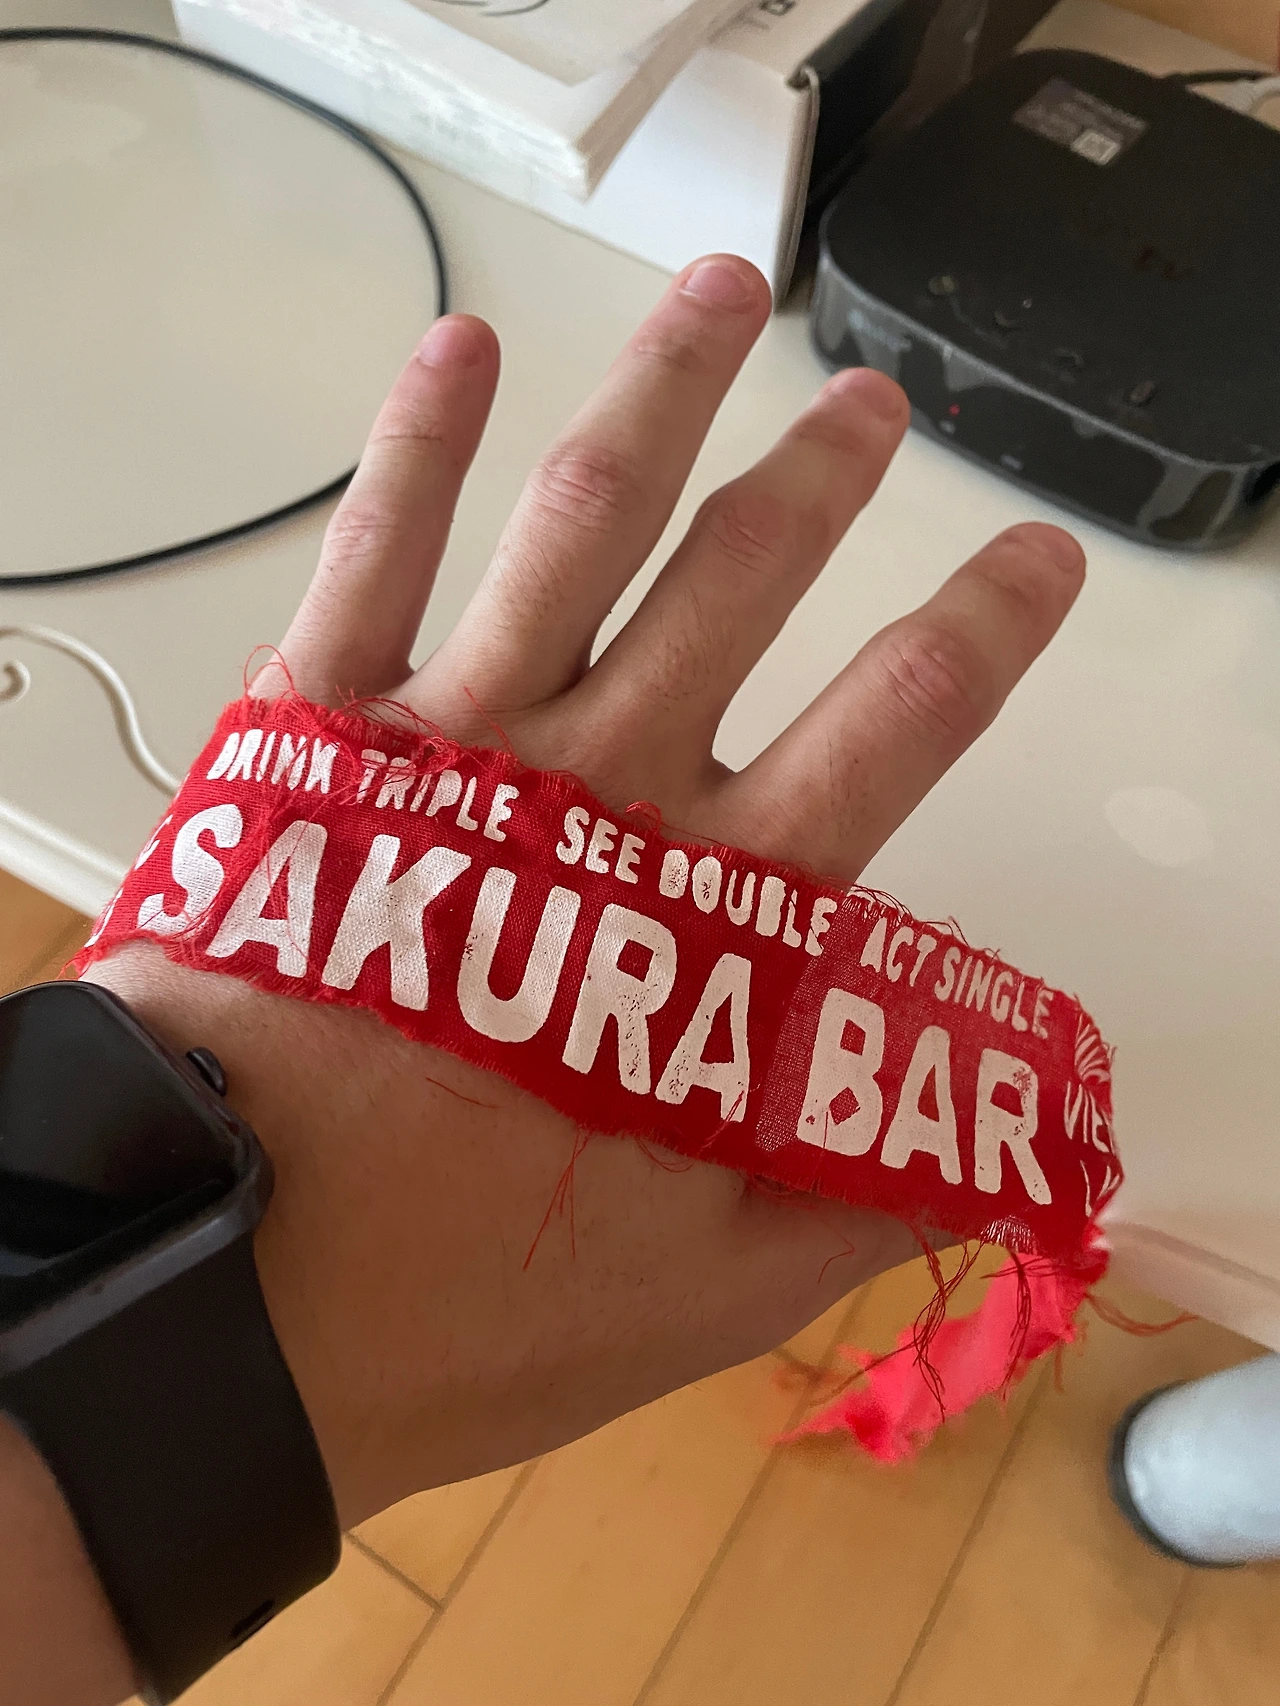 DRINK TRIPLE SEE DOUBLE ACT SINGLE
SAKURA BAR